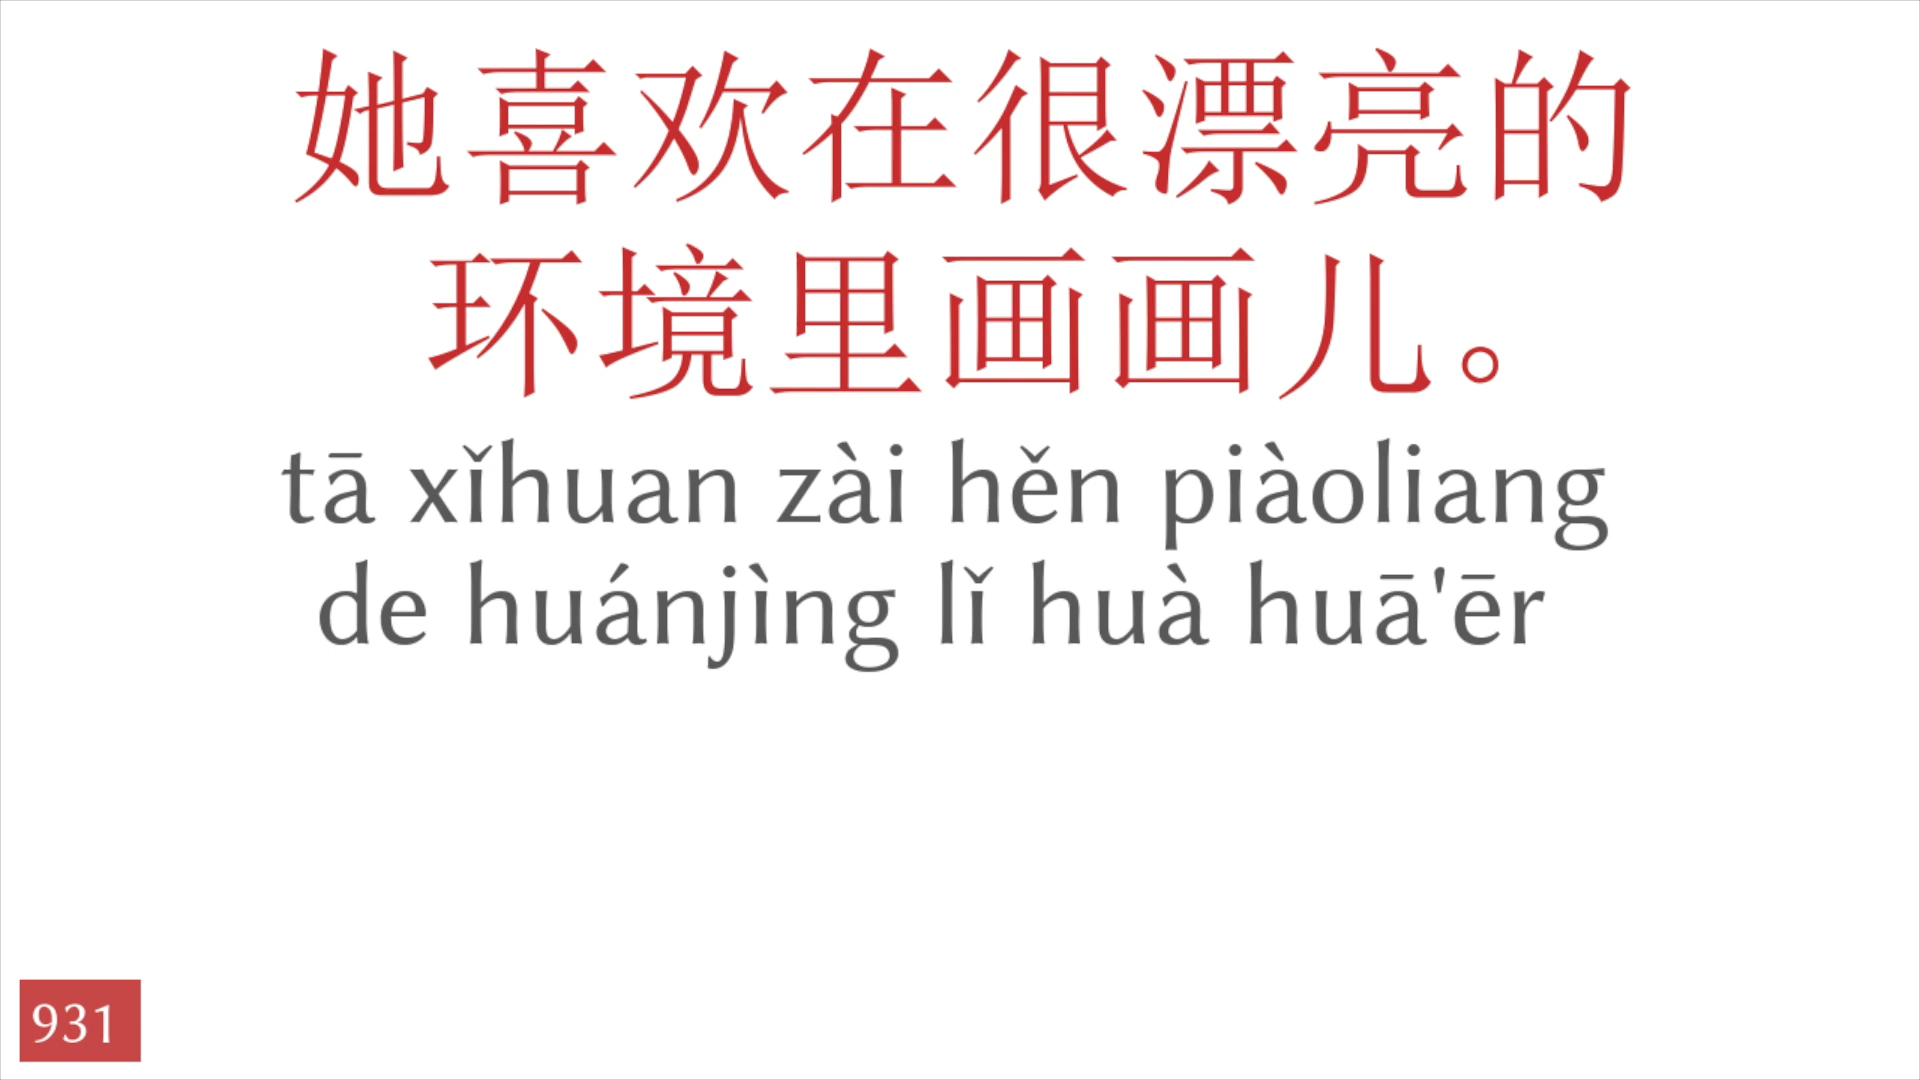 她喜欢在很漂亮的
环境里画画儿。
tā xǐhuan zài hěn piàoliang
de huánjìng lǐ huà huā'ēr
931